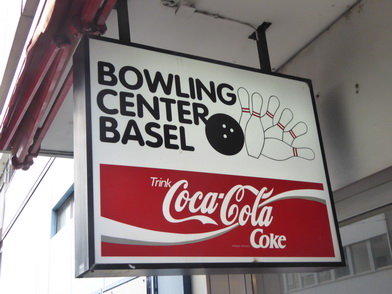 BOWLING
CENTER
BASEL
Trink
Coca-Cola
Coke